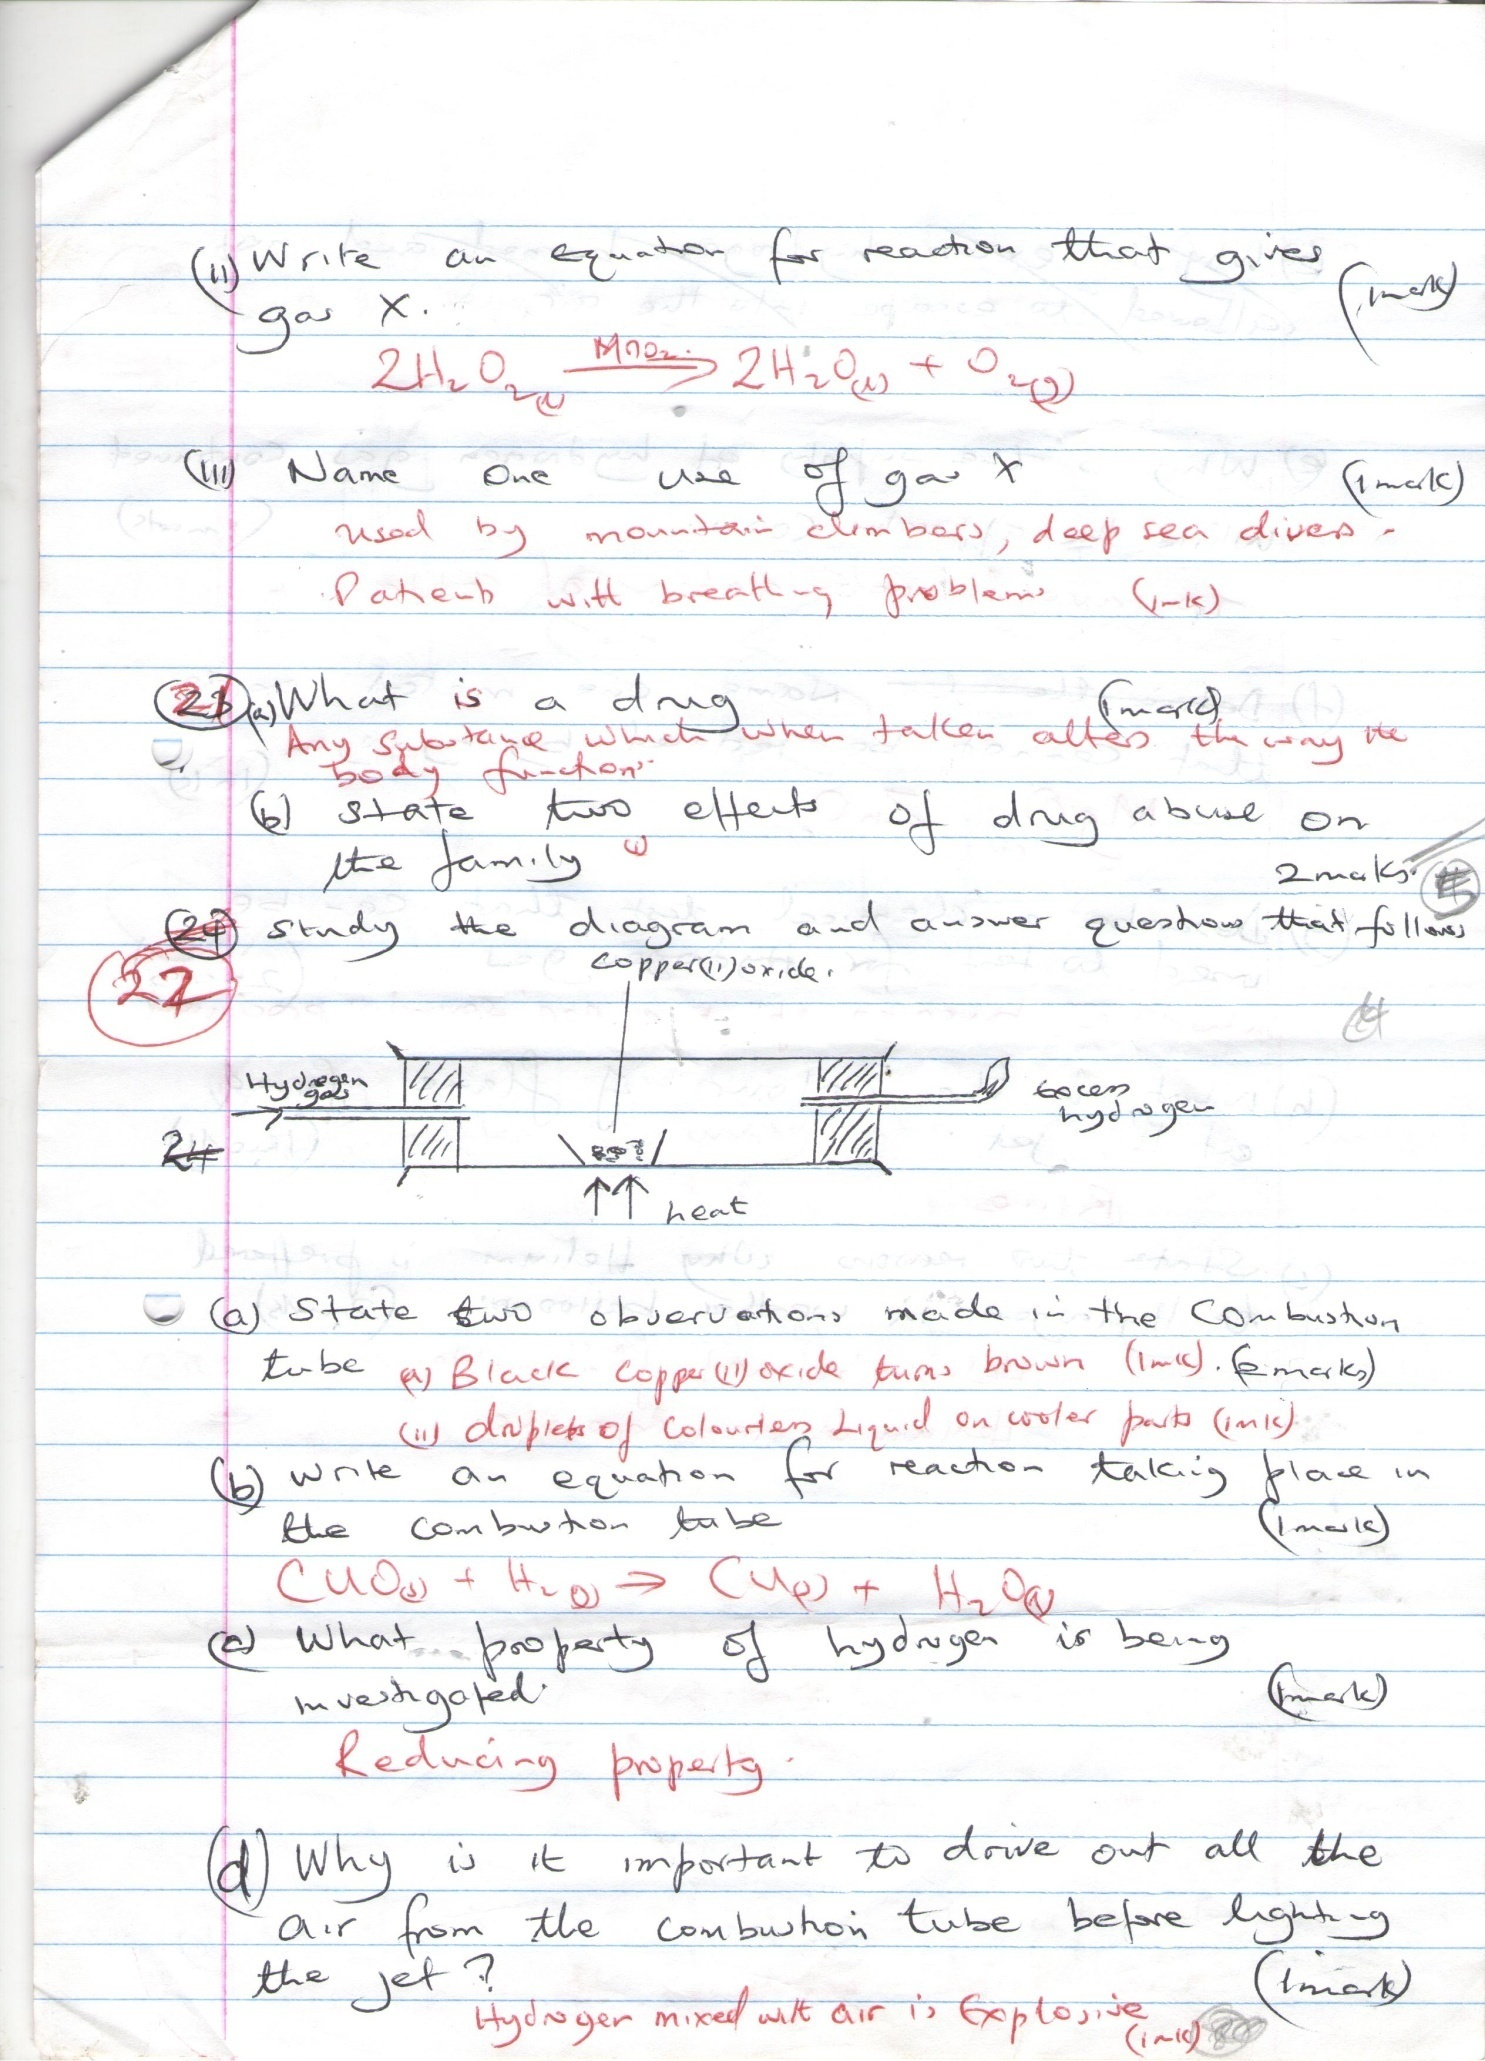 (ii) Write an equation for reaction that gives
gas X. (1mark)
2H₂O₂(l) MnO₂ → 2H₂O(l) + O₂(g)
(iii) Name one use of gas X (1mark)
used by mountain climbers, deep sea divers.
Patients with breathing problems (1mk)
(a) What is a drug (1mark)
Any substance which when taken alters the way the
body functions.
(b) state two effects of drug abuse on
the family 2maks.
24 study the diagram and answer question that follows
copper(ii) oxide.
27
Hydrogen
gas
excess
hydrogen
24
heat
(a) State two observations made in the combustion
tube (i) Black copper(II) oxide turns brown (1mk). (2marks)
(ii) droplets of colourless liquid on cooler parts (1mk)
(b) write an equation for reaction taking place in
the combustion tube (1mark)
CuO(s) + H₂(g) → Cu(s) + H₂O(l)
(c) What property of hydrogen is being
investigated. (1mark)
Reducing property.
(d) Why is it important to drive out all the
air from the combustion tube before lighting
the jet? (1mark)
Hydrogen mixed with air is Explosive
(1mk)